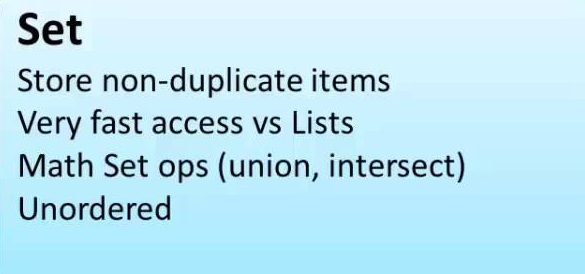 Set
Store non-duplicate items
Very fast access vs Lists
Math Set ops (union, intersect)
Unordered